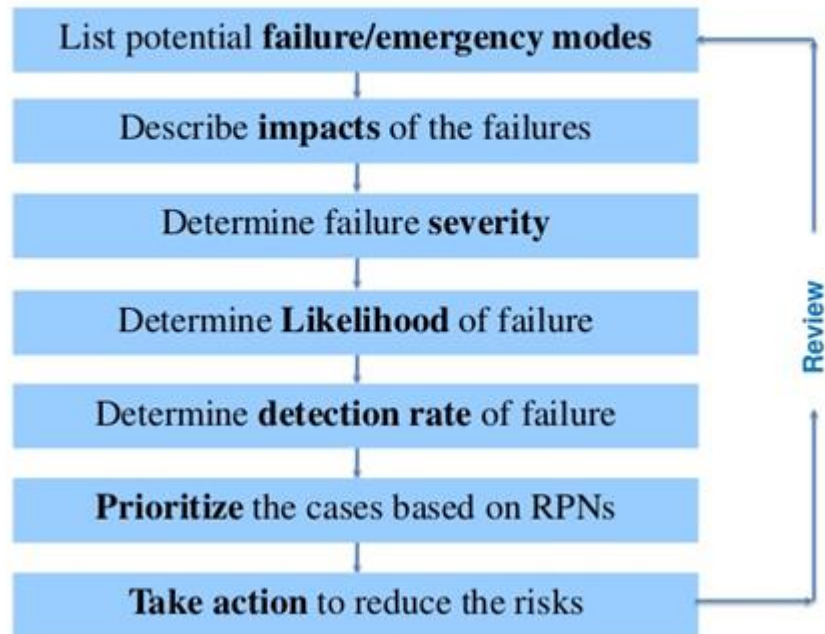 List potential failure/emergency modes
Describe impacts of the failures
Determine failure severity
Determine Likelihood of failure
Determine detection rate of failure
Prioritize the cases based on RPNs
Take action to reduce the risks
Review